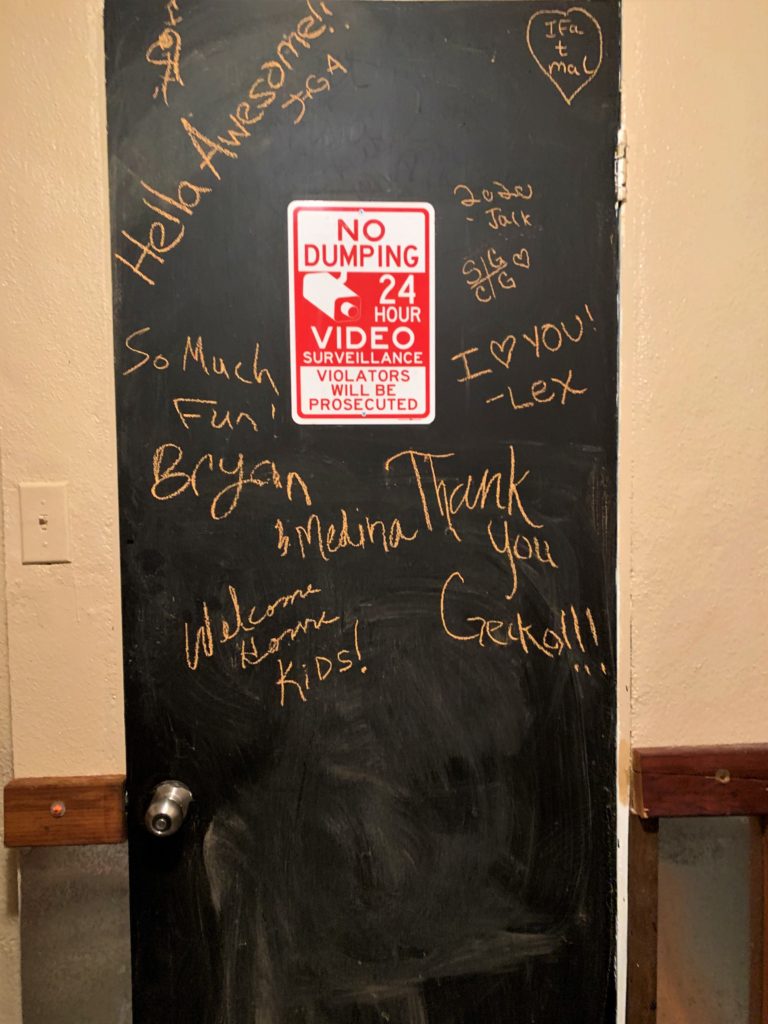 Hella Awesome!!
JGA
IFa
t
mal
2020
- Jack
S|G ♡
C|G
NO
DUMPING
24
HOUR
VIDEO
SURVEILLANCE
VIOLATORS
WILL BE
PROSECUTED
I ♡ YOU!
- Lex
So Much
Fun!
Bryan
& Medina
Thank
you
Gecko!!!
Welcome
Home
KiDS!